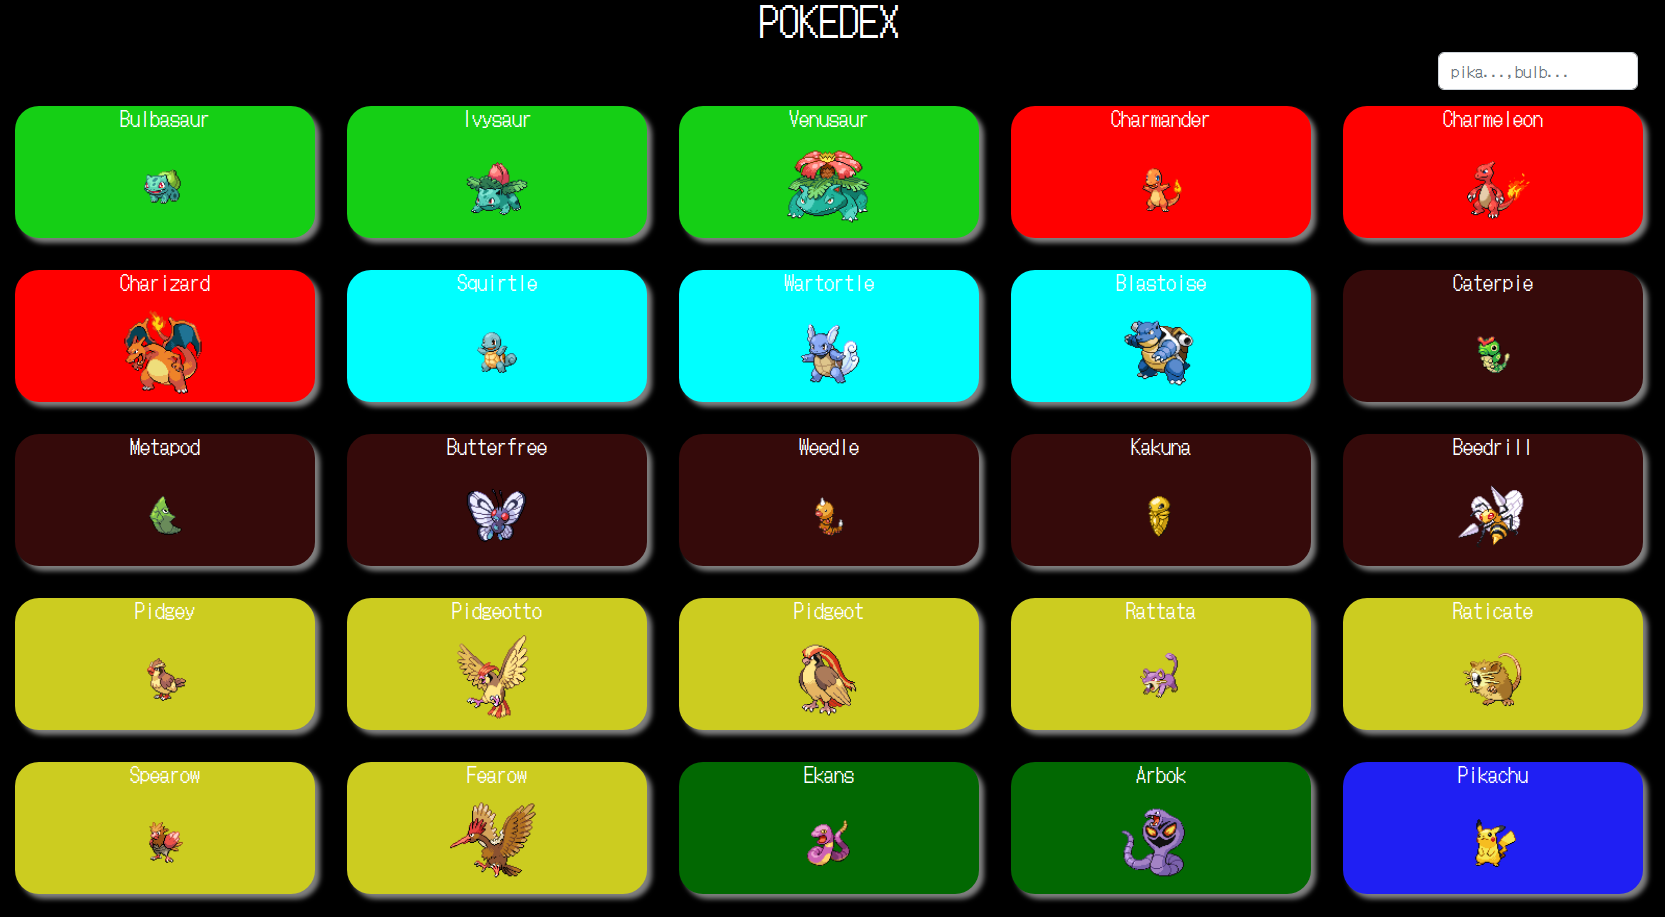 POKEDEX
pika...,bulb...
Bulbasaur
Ivysaur
Venusaur
Charmander
Charmeleon
Charizard
Squirtle
Wartortle
Blastoise
Caterpie
Metapod
Butterfree
Weedle
Kakuna
Beedrill
Pidgey
Pidgeotto
Pidgeot
Rattata
Raticate
Spearow
Fearow
Ekans
Arbok
Pikachu